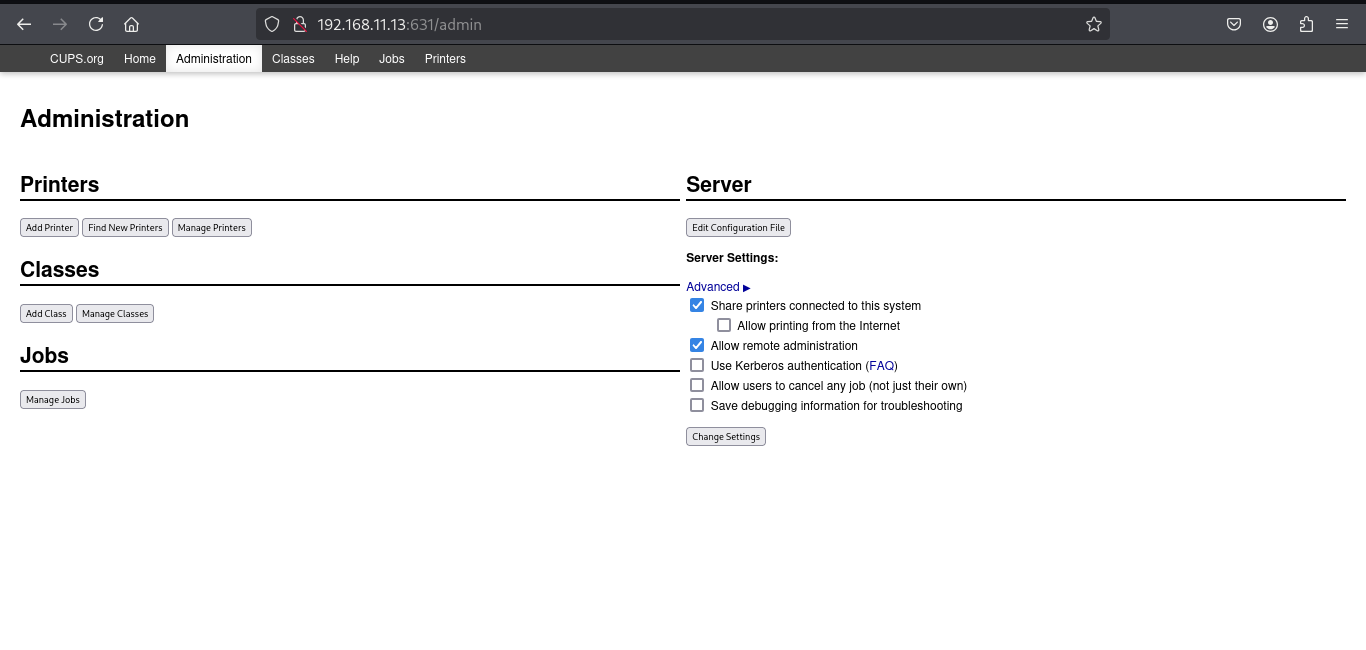 192.168.11.13:631/admin
CUPS.org Home Administration Classes Help Jobs Printers
Administration
Printers
Add Printer Find New Printers Manage Printers
Classes
Add Class Manage Classes
Jobs
Manage Jobs
Server
Edit Configuration File
Server Settings:
Advanced ▶
Share printers connected to this system
Allow printing from the Internet
Allow remote administration
Use Kerberos authentication (FAQ)
Allow users to cancel any job (not just their own)
Save debugging information for troubleshooting
Change Settings